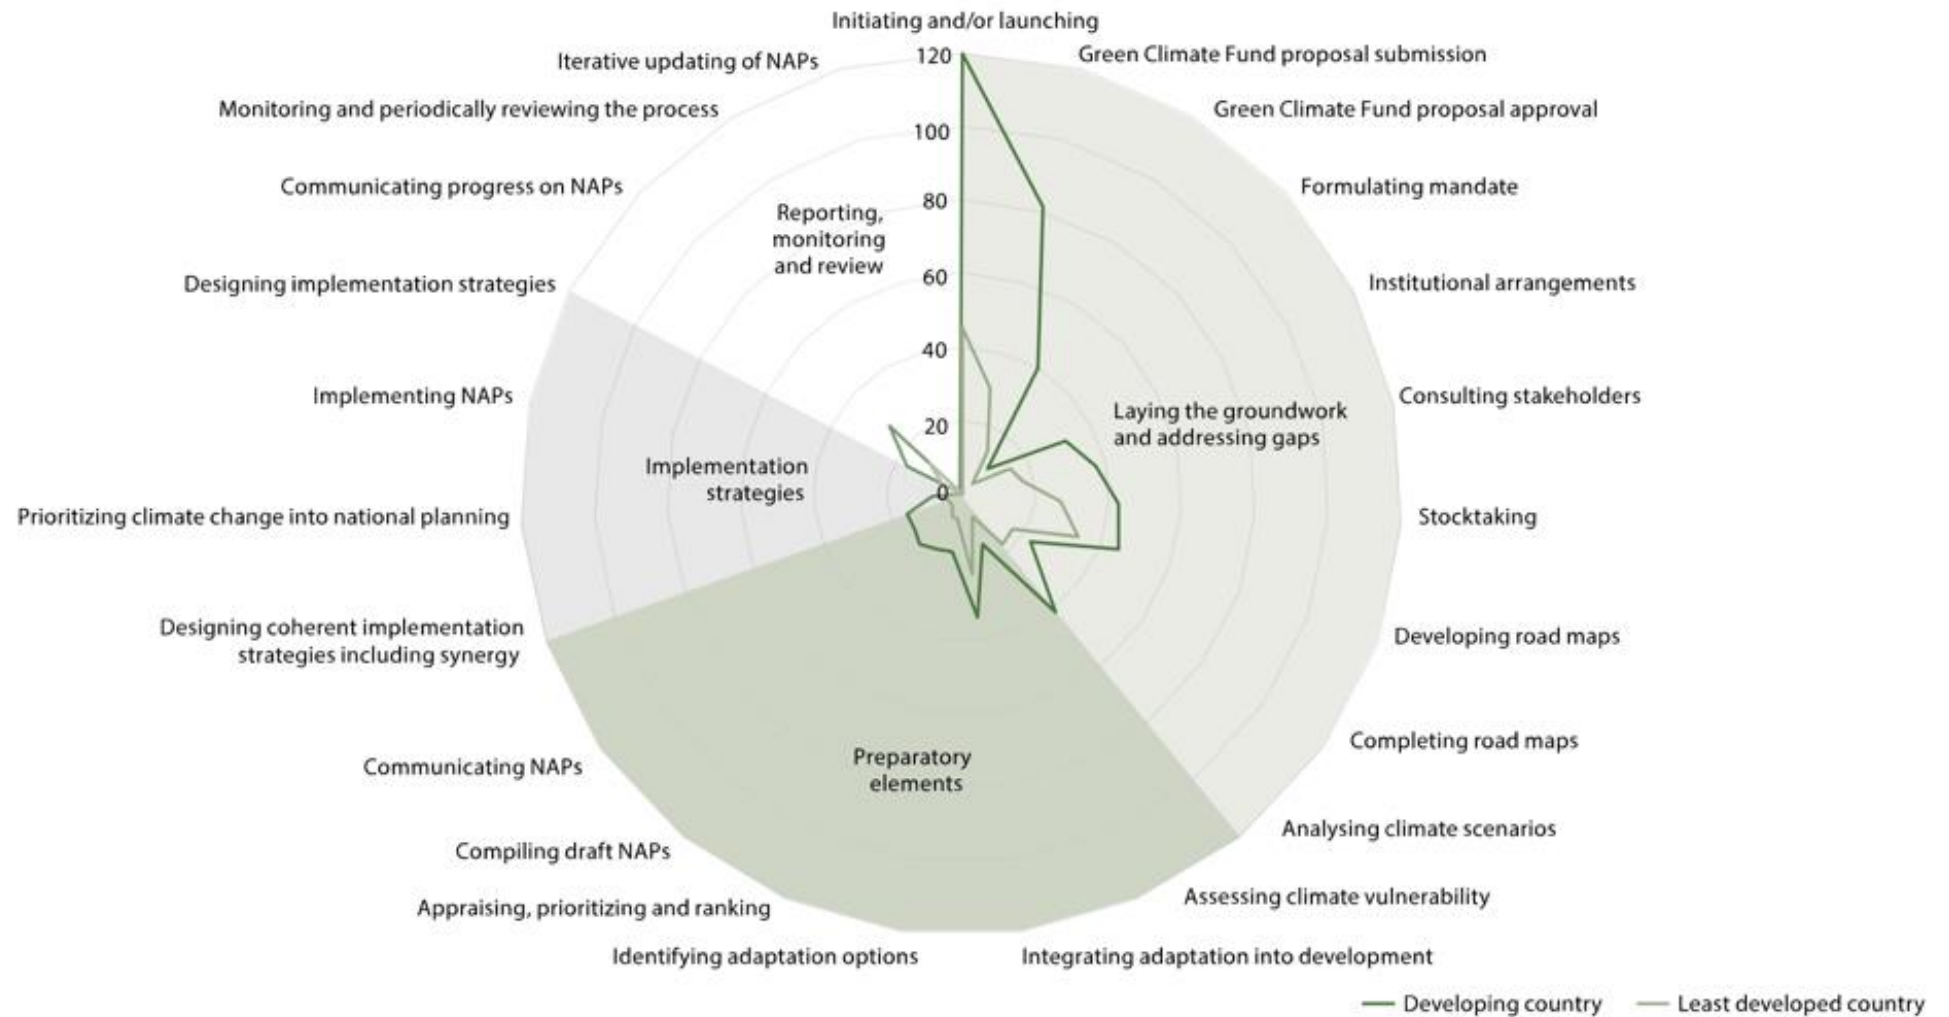 Initiating and/or launching
Green Climate Fund proposal submission
Green Climate Fund proposal approval
Formulating mandate
Institutional arrangements
Consulting stakeholders
Stocktaking
Developing road maps
Completing road maps
Analysing climate scenarios
Assessing climate vulnerability
Integrating adaptation into development
Identifying adaptation options
Appraising, prioritizing and ranking
Compiling draft NAPs
Communicating NAPs
Designing coherent implementation
strategies including synergy
Prioritizing climate change into national planning
Implementing NAPs
Designing implementation strategies
Communicating progress on NAPs
Monitoring and periodically reviewing the process
Iterative updating of NAPs
120
100
80
60
40
20
0
Reporting,
monitoring
and review
Laying the groundwork
and addressing gaps
Implementation
strategies
Preparatory
elements
Developing country
Least developed country